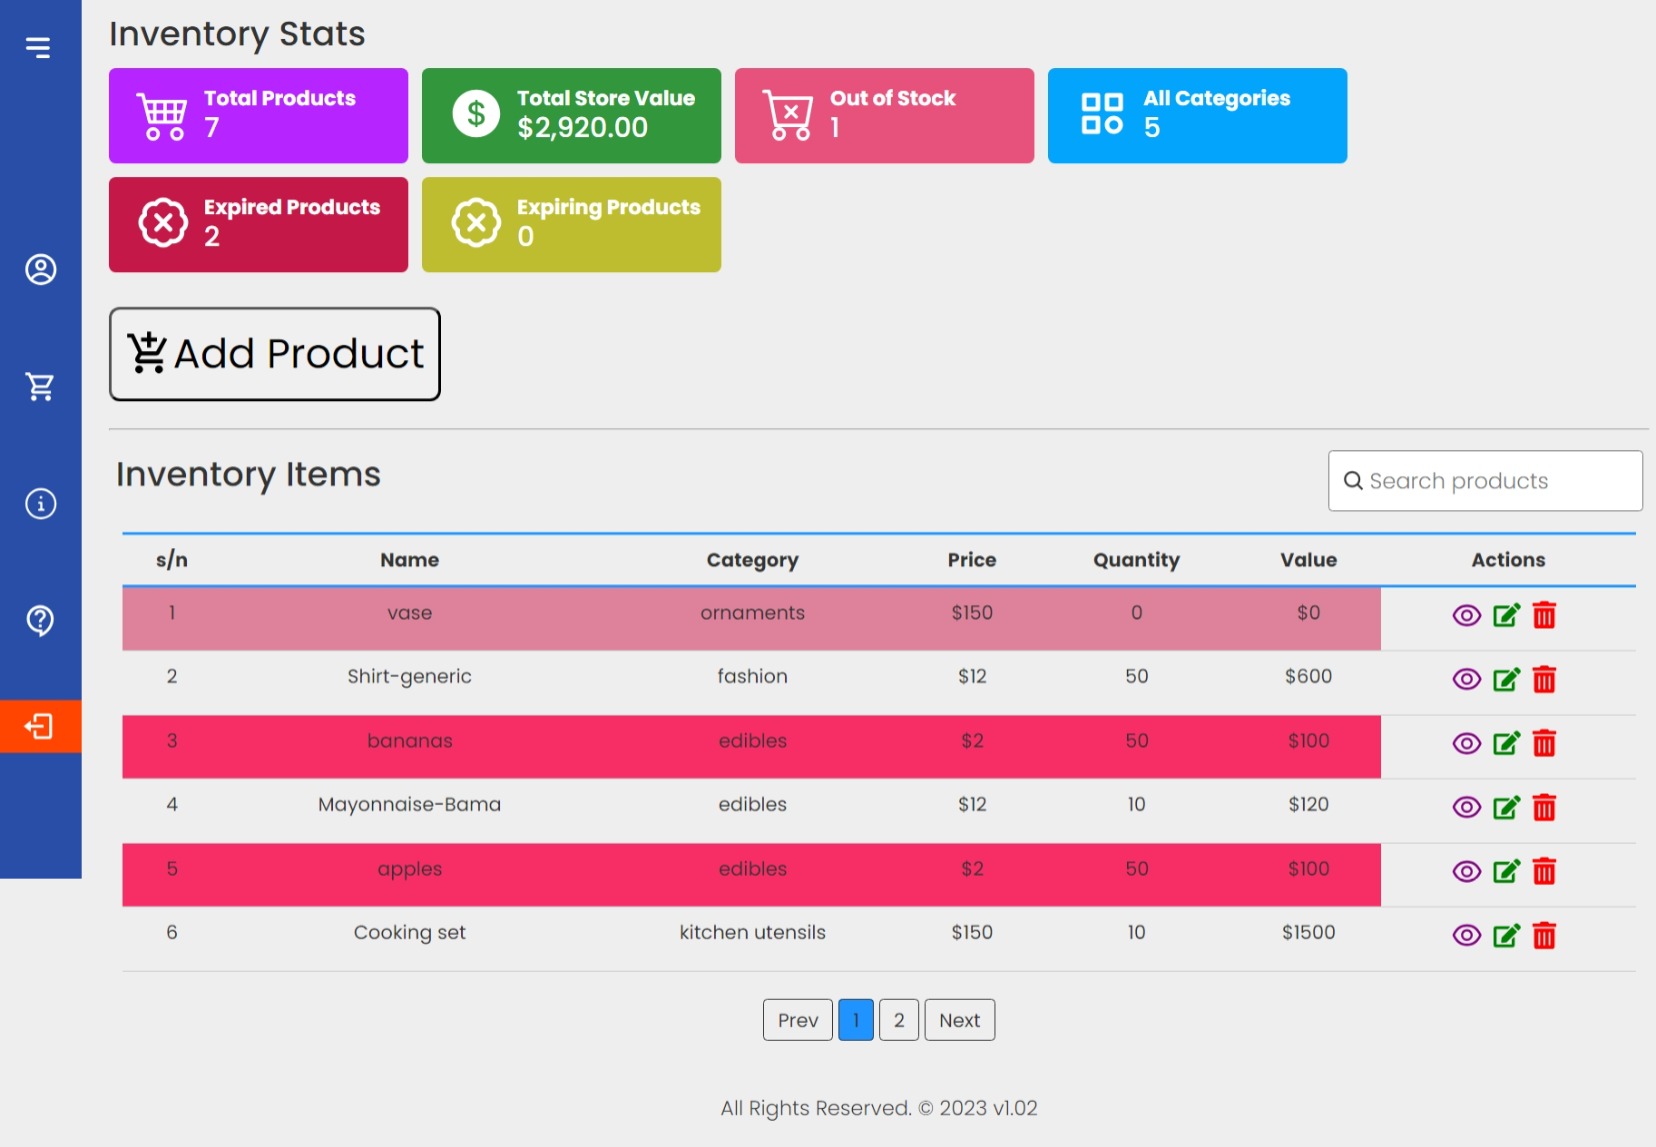 Inventory Stats
Total Products
7
Total Store Value
$2,920.00
Out of Stock
1
All Categories
5
Expired Products
2
Expiring Products
0
Add Product
Inventory Items
Search products
s/n Name Category Price Quantity Value Actions
1 vase ornaments $150 0 $0
2 Shirt-generic fashion $12 50 $600
3 bananas edibles $2 50 $100
4 Mayonnaise-Bama edibles $12 10 $120
5 apples edibles $2 50 $100
6 Cooking set kitchen utensils $150 10 $1500
Prev 1 2 Next
All Rights Reserved. © 2023 v1.02